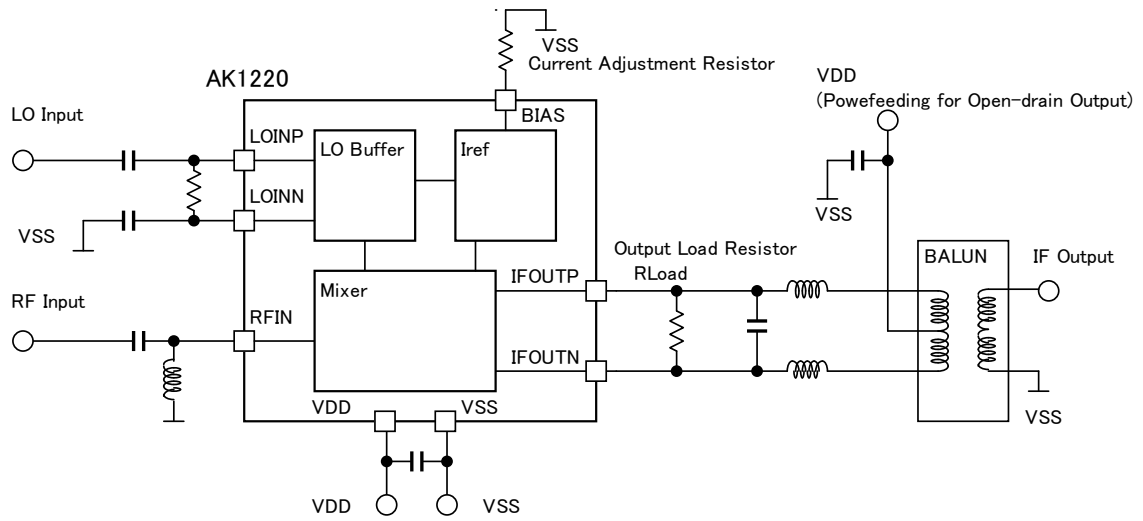 VSS
Current Adjustment Resistor
AK1220
VDD
(Powefeeding for Open-drain Output)
LO Input
BIAS
LOINP
LO Buffer
Iref
LOINN
VSS
VSS
Output Load Resistor
RLoad
BALUN
IF Output
IFOUTP
Mixer
RF Input
RFIN
IFOUTN
VDD
VSS
VSS
VDD
VSS